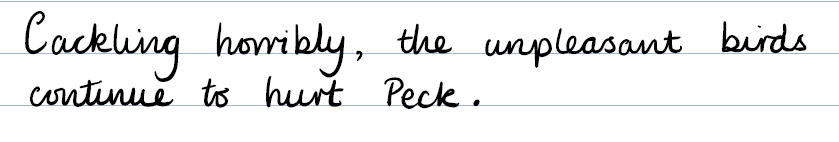 Cackling horribly, the unpleasant birds
continue to hurt Peck.